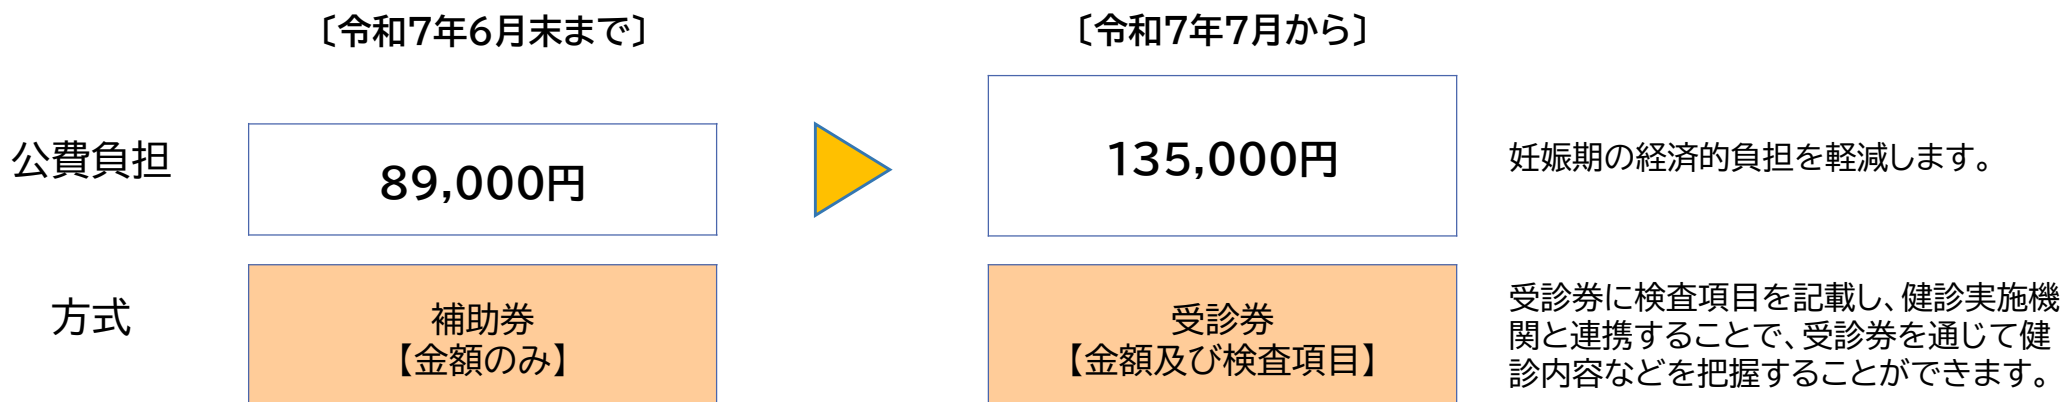 〔令和7年6月末まで〕
〔令和7年7月から〕
公費負担
89,000円
135,000円
妊娠期の経済的負担を軽減します。
方式
補助券
【金額のみ】
受診券
【金額及び検査項目】
受診券に検査項目を記載し、健診実施機
関と連携することで、受診券を通じて健
診内容などを把握することができます。